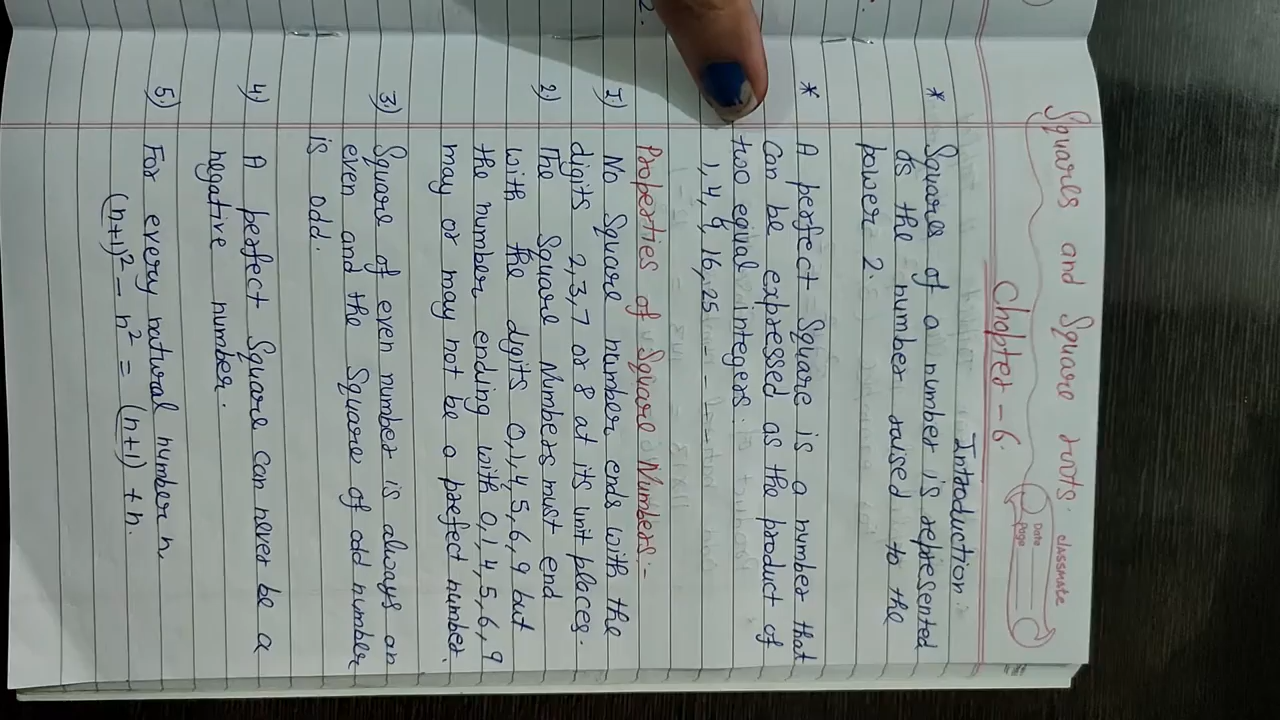 Squares and Square roots.
classmate
Date
Page
Chapter - 6.
Introduction
* Squares of a number is represented
as the number raised to the
power 2.
* A perfect Square is a number that
can be expressed as the product of
two equal integers.
1, 4, 9, 16, 25
Properties of Square Numbers:-
1) No Square number ends with the
digits 2,3,7 or 8 at its unit places.
2) The Square Numbers must end
with the digits 0,1,4,5,6,9 but
the number ending with 0,1,4,5,6,9
may or may not be a prefect number.
3) Square of even number is always an
even and the Square of odd number
is odd.
4) A perfect Square can never be a
negative number.
5.) For every natural number n,
(n+1)² - n² = (n+1) + n.
2.